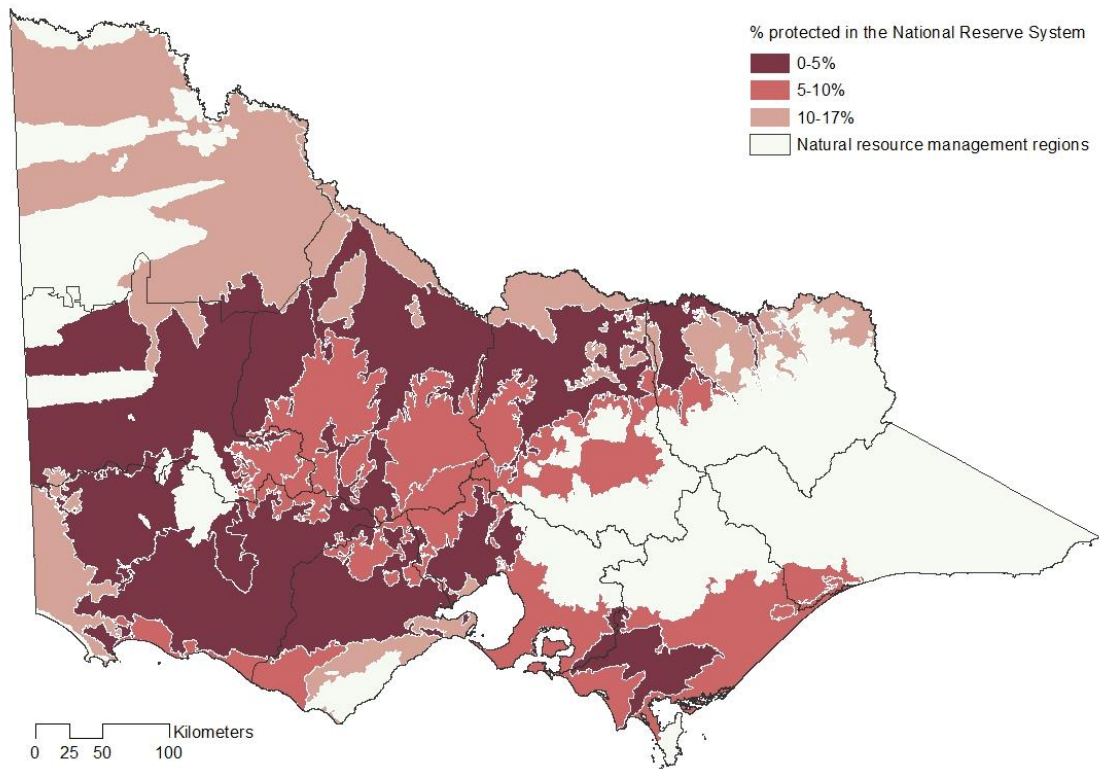 % protected in the National Reserve System
0-5%
5-10%
10-17%
Natural resource management regions
Kilometers
0 25 50 100